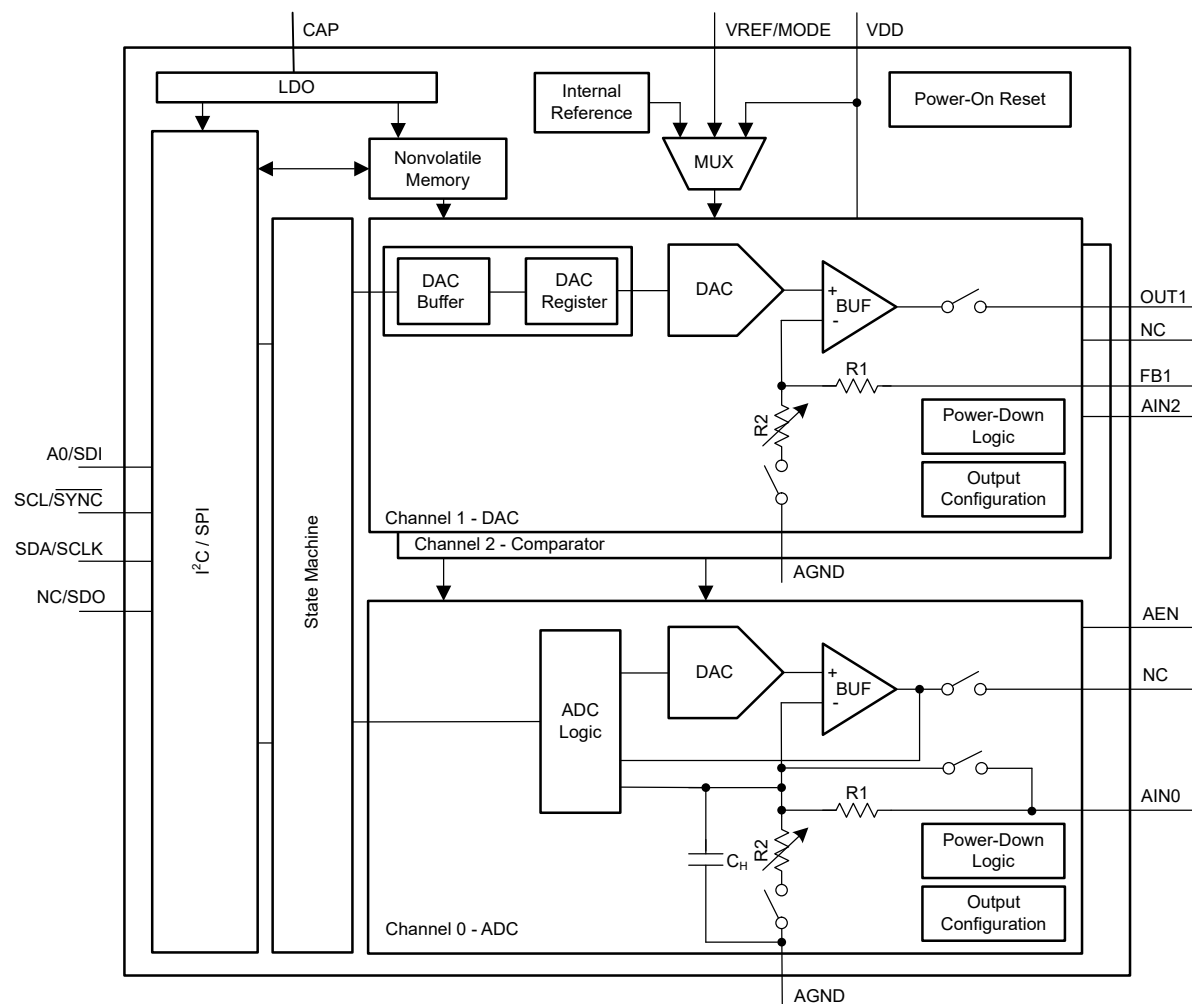 CAP
VREF/MODE
VDD
LDO
Internal
Reference
Power-On Reset
Nonvolatile
Memory
MUX
DAC
Buffer
DAC
Register
DAC
+
BUF
-
OUT1
NC
R1
FB1
R2
AIN2
Power-Down
Logic
Output
Configuration
Channel 1 - DAC
Channel 2 - Comparator
AGND
A0/SDI
SCL/SYNC
SDA/SCLK
NC/SDO
I²C / SPI
State Machine
AEN
DAC
+
BUF
-
NC
ADC
Logic
R1
AIN0
R2
CH
Power-Down
Logic
Output
Configuration
Channel 0 - ADC
AGND